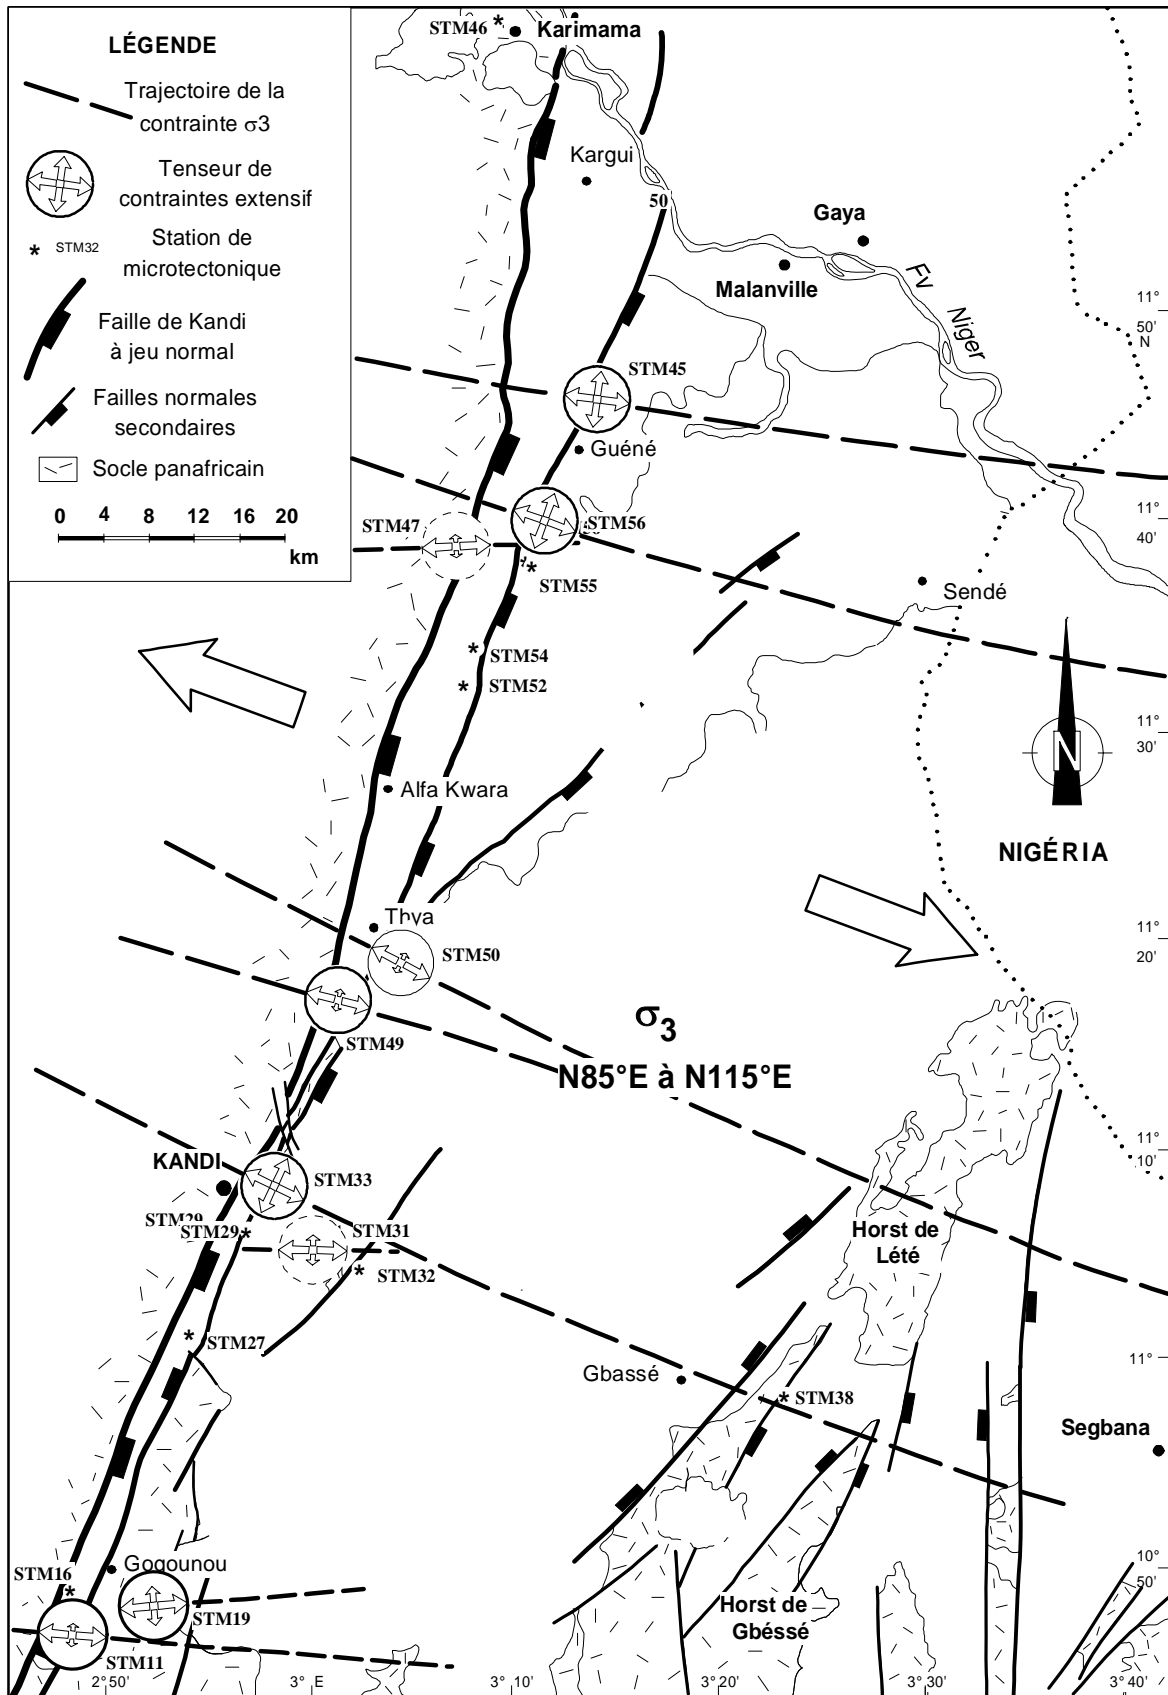 LÉGENDE
Trajectoire de la
contrainte σ3
Tenseur de
contraintes extensif
STM32
Station de
microtectonique
Faille de Kandi
à jeu normal
Failles normales
secondaires
Socle panafricain
0 4 8 12 16 20
km
STM46
Karimama
Kargui
50
Gaya
Malanville
Fv Niger
11°
50'
N
STM45
Guéné
STM47
STM56
11°
40'
STM55
Sendé
STM54
STM52
11°
30'
N
Alfa Kwara
NIGÉRIA
Thya
STM50
11°
20'
σ3
STM49
N85°E à N115°E
KANDI
11°
10'
STM33
STM29
STM29
STM31
STM32
Horst de
Lété
STM27
11°
Gbassé
STM38
Segbana
Gogounou
10°
50'
STM16
STM19
Horst de
Gbéssé
STM11
2°50' 3° E 3°10' 3°20' 3°30' 3°40'